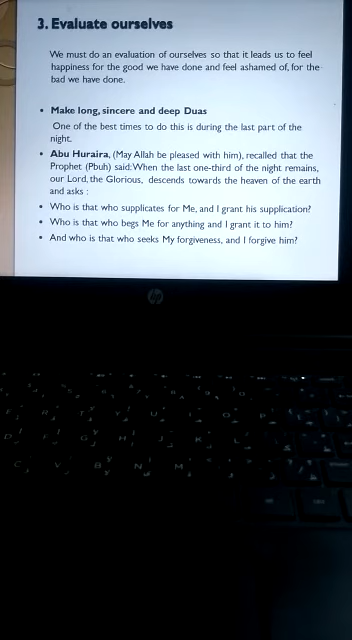 3. Evaluate ourselves
We must do an evaluation of ourselves so that it leads us to feel
happiness for the good we have done and feel ashamed of, for the
bad we have done.
• Make long, sincere and deep Duas
One of the best times to do this is during the last part of the
night.
• Abu Huraira, (May Allah be pleased with him), recalled that the
Prophet (Pbuh) said:When the last one-third of the night remains,
our Lord, the Glorious, descends towards the heaven of the earth
and asks :
• Who is that who supplicates for Me, and I grant his supplication?
• Who is that who begs Me for anything and I grant it to him?
• And who is that who seeks My forgiveness, and I forgive him?
hp
R T Y U I O P
D F G H J K L
C V B N M